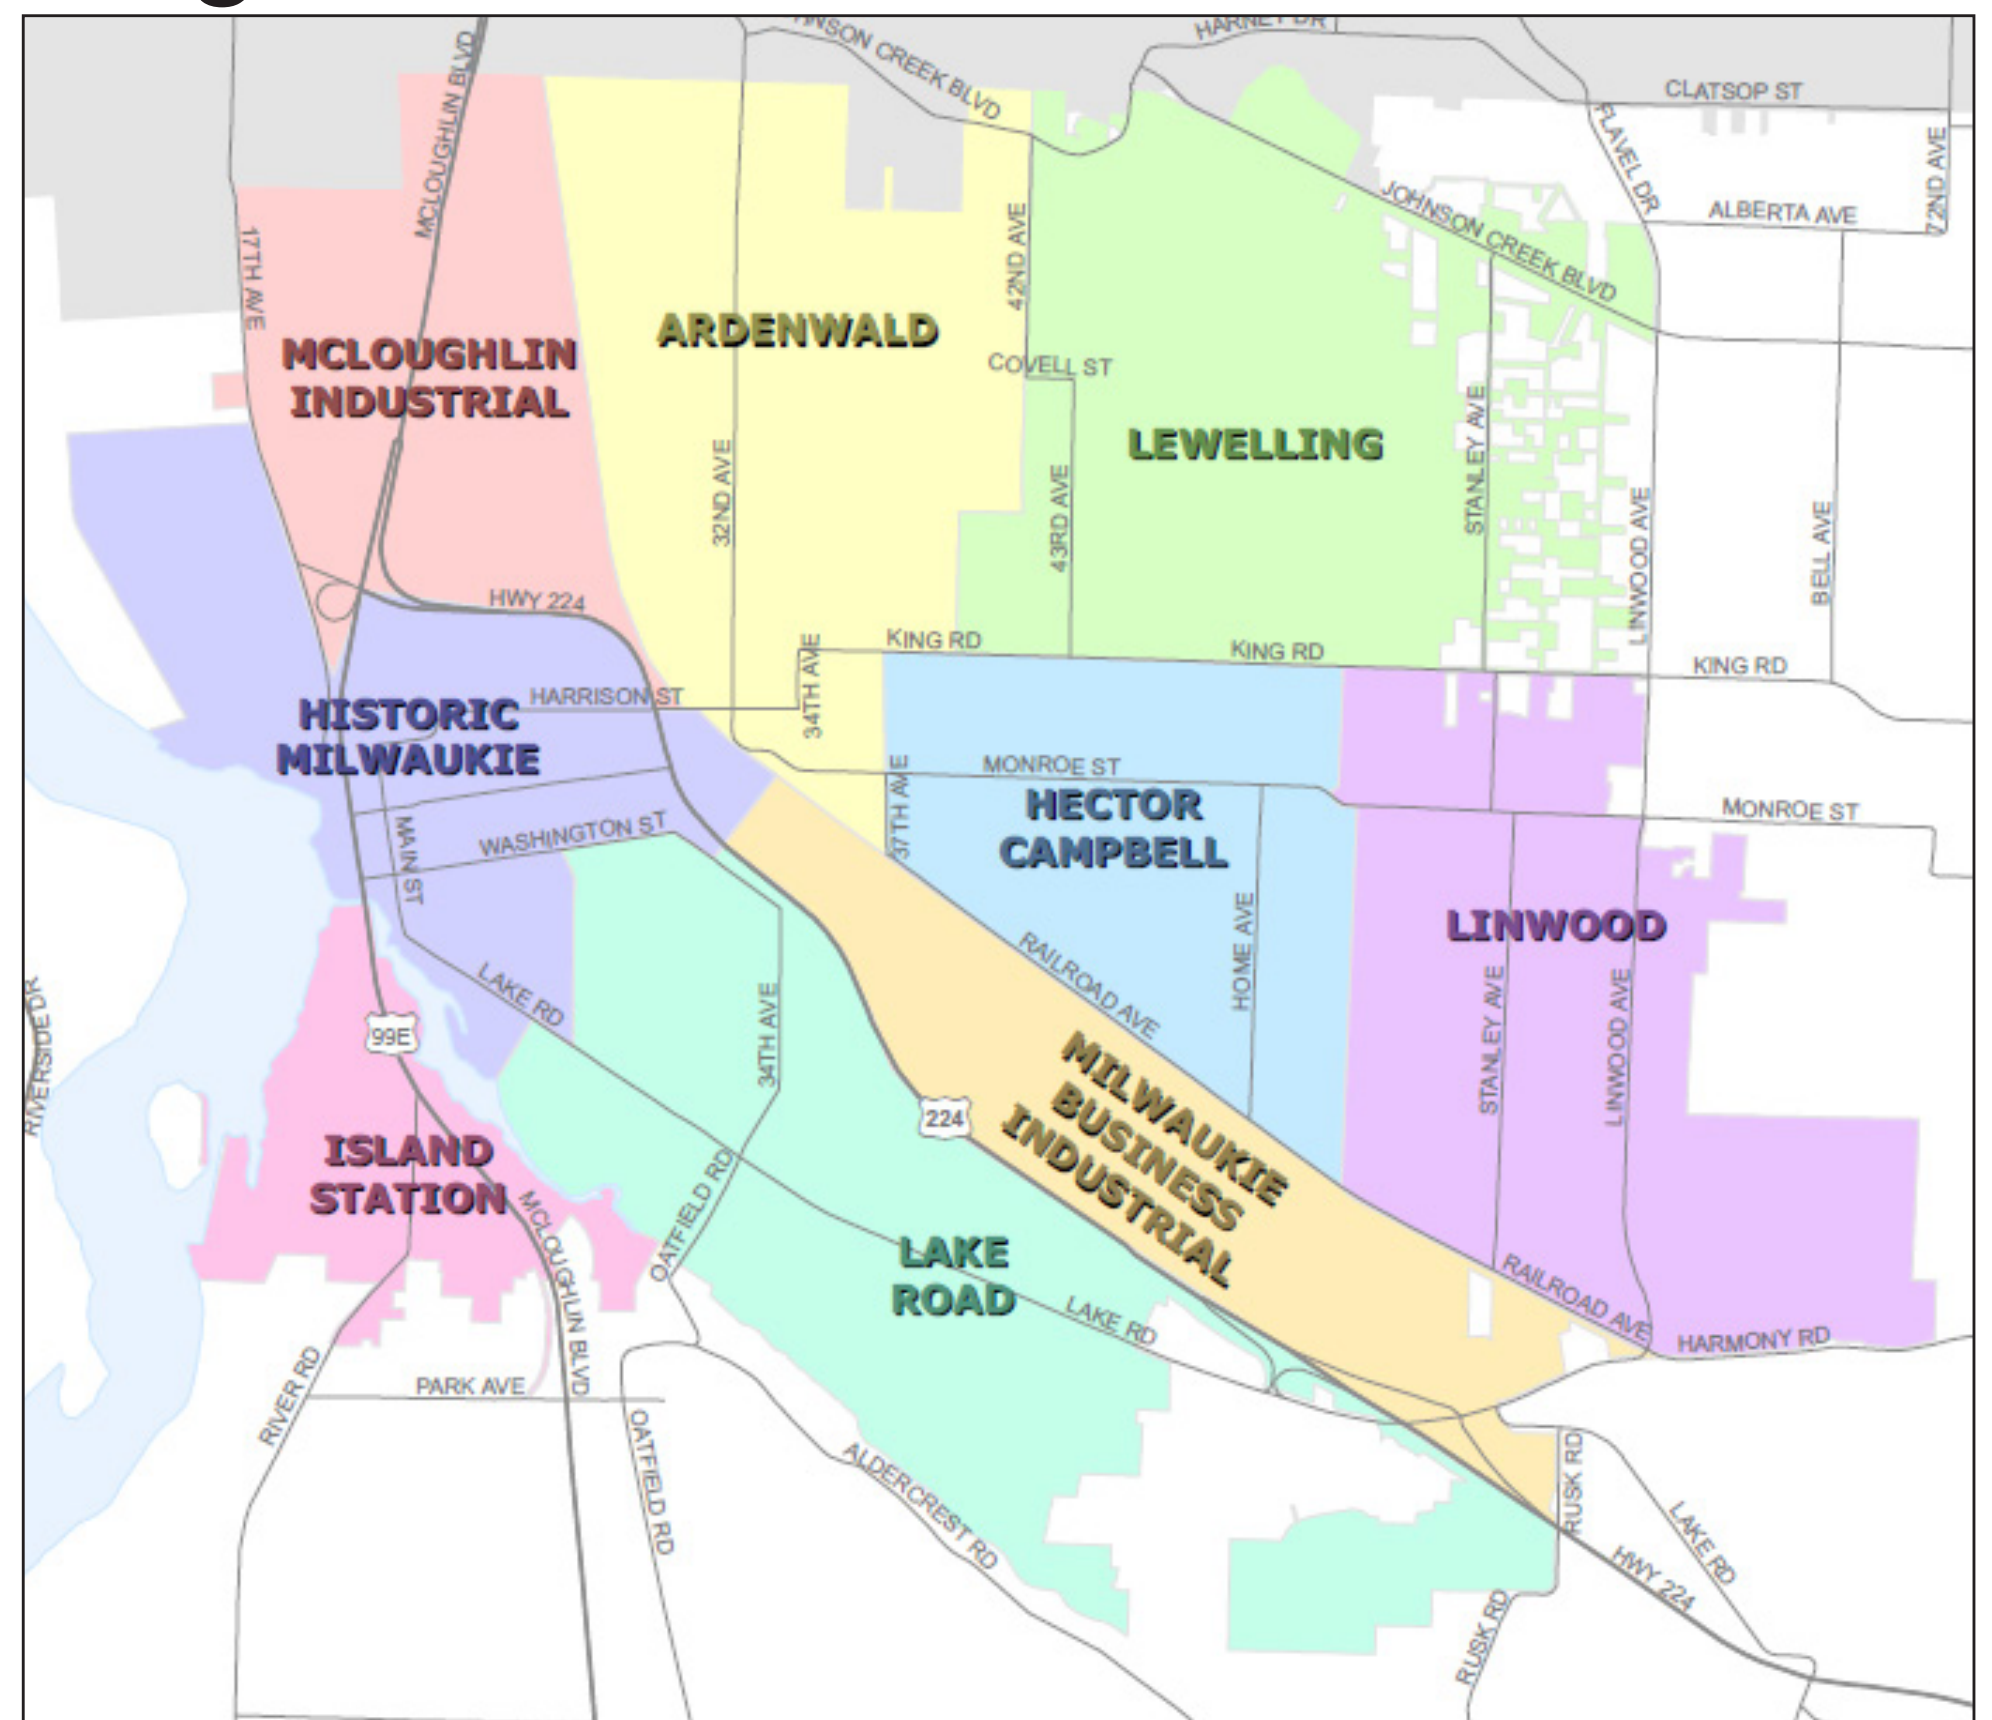 HARNEY DR
MCLOUGHLIN BLVD
CREEK BLVD
CLATSOP ST
FLAVEL DR
72ND AVE
ALBERTA AVE
JOHNSON CREEK BLVD
17TH AVE
42ND AVE
ARDENWALD
MCLOUGHLIN
INDUSTRIAL
COVELL ST
LEWELLING
STANLEY AVE
32ND AVE
43RD AVE
LINWOOD AVE
BELL AVE
HWY 224
KING RD
KING RD
KING RD
34TH AVE
HARRISON ST
HISTORIC
MILWAUKIE
MONROE ST
37TH AVE
HECTOR
CAMPBELL
MONROE ST
MAIN ST
WASHINGTON ST
LINWOOD
HOME AVE
RAILROAD AVE
LAKE RD
34TH AVE
STANLEY AVE
LINWOOD AVE
RIVERSIDE DR
99E
224
MILWAUKIE
BUSINESS
INDUSTRIAL
ISLAND
STATION
OATFIELD RD
MCLOUGHLIN BLVD
LAKE
ROAD
LAKE RD
RAILROAD AVE
HARMONY RD
RIVER RD
PARK AVE
OATFIELD RD
ALDERCREST RD
RUSK RD
LAKE RD
HWY 224
RUSK RD